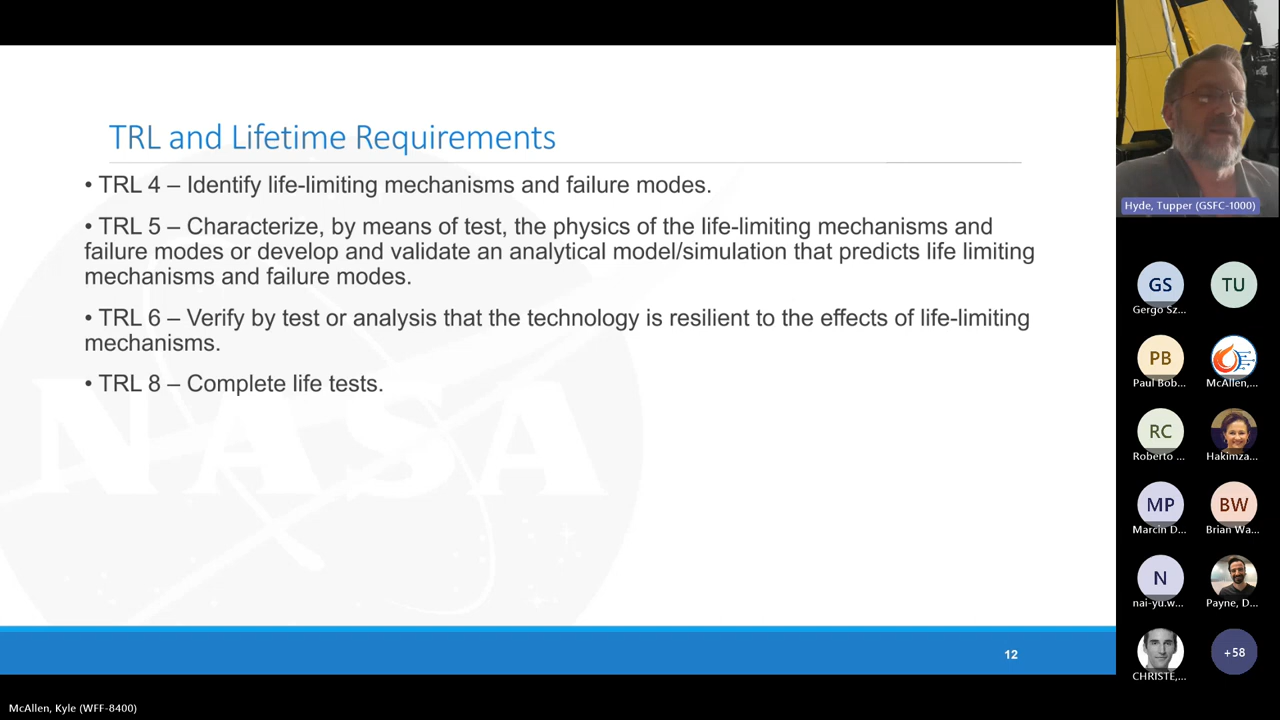 TRL and Lifetime Requirements
• TRL 4 – Identify life-limiting mechanisms and failure modes.
• TRL 5 – Characterize, by means of test, the physics of the life-limiting mechanisms and
failure modes or develop and validate an analytical model/simulation that predicts life limiting
mechanisms and failure modes.
• TRL 6 – Verify by test or analysis that the technology is resilient to the effects of life-limiting
mechanisms.
• TRL 8 – Complete life tests.
NASA
12
McAllen, Kyle (WFF-8400)
Hyde, Tupper (GSFC-1000)
GS
TU
Gergo Sz...
PB
Paul Bob...
McAllen,...
RC
Roberto ...
Hakimza...
MP
BW
Marcin D...
Brian Wa...
N
nai-yu.w...
Payne, D...
CHRISTE,...
+58